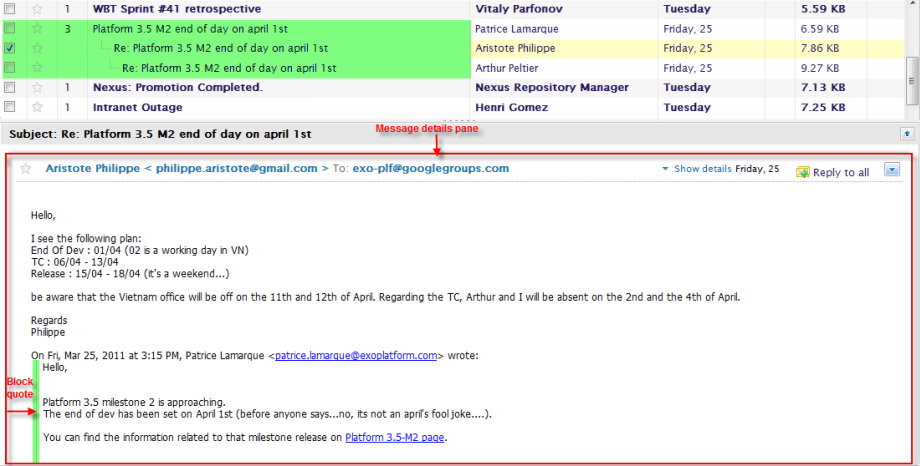 1 WBT Sprint #41 retrospective Vitaly Parfonov Tuesday 5.59 KB
3 Platform 3.5 M2 end of day on april 1st Patrice Lamarque Friday, 25 6.59 KB
Re: Platform 3.5 M2 end of day on april 1st Aristote Philippe Friday, 25 7.86 KB
Re: Platform 3.5 M2 end of day on april 1st Arthur Peltier Friday, 25 9.27 KB
1 Nexus: Promotion Completed. Nexus Repository Manager Tuesday 7.13 KB
1 Intranet Outage Henri Gomez Tuesday 7.25 KB
Subject: Re: Platform 3.5 M2 end of day on april 1st
Message details pane
Aristote Philippe < philippe.aristote@gmail.com > To: exo-plf@googlegroups.com Show details Friday, 25 Reply to all
Hello,
I see the following plan:
End Of Dev : 01/04 (02 is a working day in VN)
TC : 06/04 - 13/04
Release : 15/04 - 18/04 (it's a weekend...)
be aware that the Vietnam office will be off on the 11th and 12th of April. Regarding the TC, Arthur and I will be absent on the 2nd and the 4th of April.
Regards
Philippe
On Fri, Mar 25, 2011 at 3:15 PM, Patrice Lamarque <patrice.lamarque@exoplatform.com> wrote:
Hello,
Block
quote
Platform 3.5 milestone 2 is approaching.
The end of dev has been set on April 1st (before anyone says...no, its not an april's fool joke....).
You can find the information related to that milestone release on Platform 3.5-M2 page.